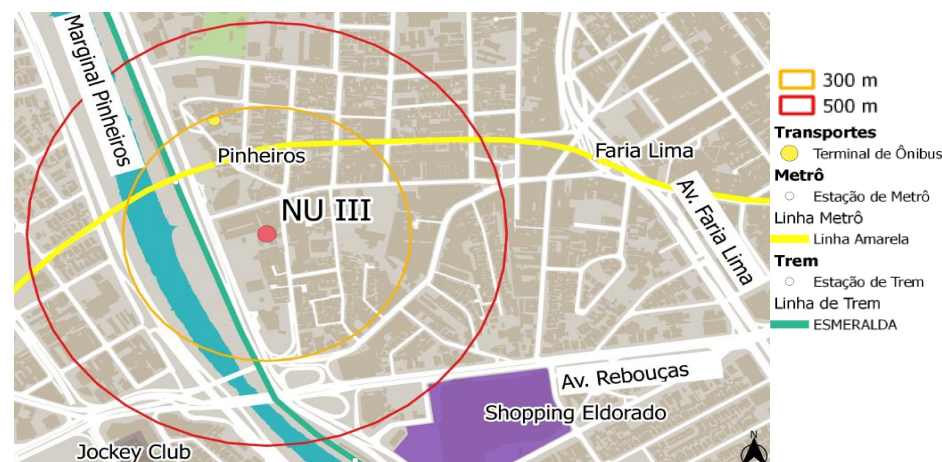 Marginal Pinheiros
Pinheiros
Faria Lima
NU III
Av. Faria Lima
Av. Rebouças
Shopping Eldorado
Jockey Club
N
300 m
500 m
Transportes
Terminal de Ônibus
Metrô
Estação de Metrô
Linha Metrô
Linha Amarela
Trem
Estação de Trem
Linha de Trem
ESMERALDA